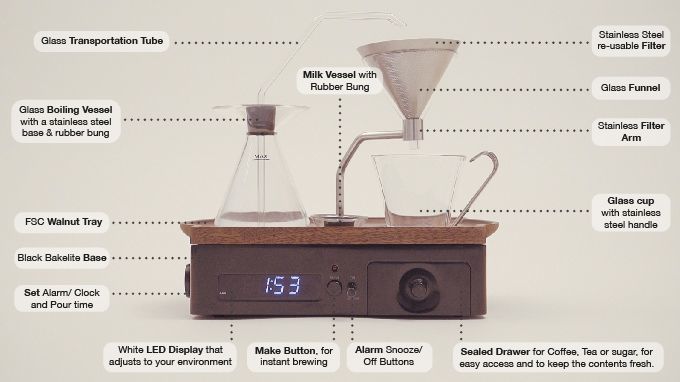 Glass Transportation Tube
Stainless Steel
re-usable Filter
Milk Vessel with
Rubber Bung
Glass Funnel
Glass Boiling Vessel
with a stainless steel
base & rubber bung
MAX
Stainless Filter
Arm
Glass cup
with stainless
steel handle
FSC Walnut Tray
Black Bakelite Base
Set Alarm/ Clock
and Pour time
1:53
White LED Display that
adjusts to your environment
Make Button, for
instant brewing
Alarm Snooze/
Off Buttons
Sealed Drawer for Coffee, Tea or sugar, for
easy access and to keep the contents fresh.